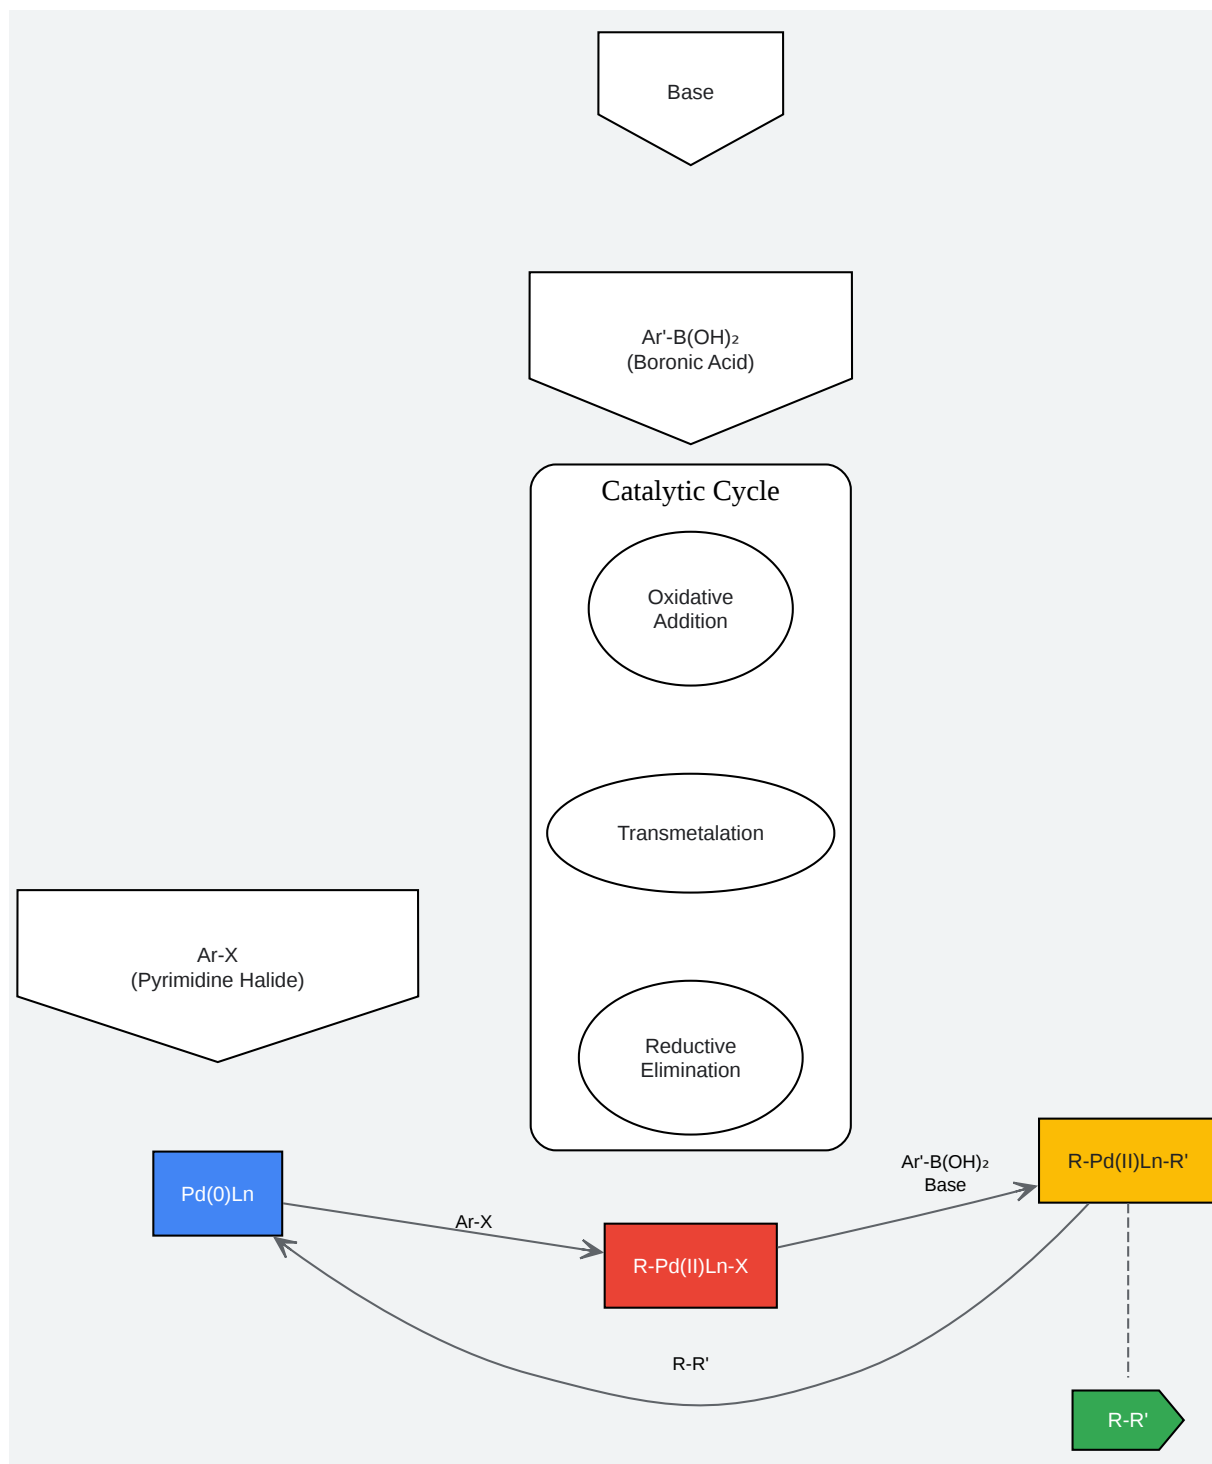 Base
Ar'-B(OH)₂
(Boronic Acid)
Catalytic Cycle
Oxidative
Addition
Transmetalation
Ar-X
(Pyrimidine Halide)
Reductive
Elimination
Ar'-B(OH)₂
Base
R-Pd(II)Ln-R'
Pd(0)Ln
Ar-X
R-Pd(II)Ln-X
R-R'
R-R'